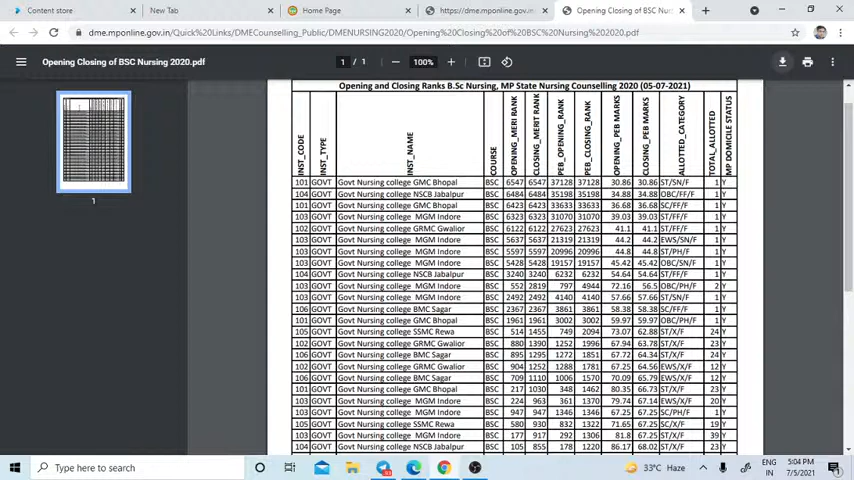 Content store
New Tab
Home Page
https://dme.mponline.gov.in/
Opening Closing of BSC Nur
dme.mponline.gov.in/Quick%20Links/DMECounselling_Public/DMENURSING2020/Opening%20Closing%20of%20BSC%20Nursing%202020.pdf
Opening Closing of BSC Nursing 2020.pdf
1 / 1
100%
1
Opening and Closing Ranks B.Sc Nursing, MP State Nursing Counselling 2020 (05-07-2021)
INST_CODE INST_TYPE INST_NAME COURSE OPENING_MERI RANK CLOSING_MERIT RANK PEB_OPENING_RANK PEB_CLOSING_RANK OPENING_PEB MARKS CLOSING_PEB MARKS ALLOTTED_CATEGORY TOTAL_ALLOTTED MP DOMICILE STATUS
101 GOVT Govt Nursing college GMC Bhopal BSC 6547 6547 37128 37128 30.86 30.86 ST/SN/F 1 Y
104 GOVT Govt Nursing college NSCB Jabalpur BSC 6484 6484 35198 35198 34.88 34.88 OBC/FF/F 1 Y
101 GOVT Govt Nursing college GMC Bhopal BSC 6423 6423 33633 33633 36.68 36.68 SC/FF/F 1 Y
103 GOVT Govt Nursing college MGM Indore BSC 6323 6323 31070 31070 39.03 39.03 ST/FF/F 1 Y
102 GOVT Govt Nursing college GRMC Gwalior BSC 6122 6122 27623 27623 41.1 41.1 ST/FF/F 1 Y
103 GOVT Govt Nursing college MGM Indore BSC 5637 5637 21319 21319 44.2 44.2 EWS/SN/F 1 Y
103 GOVT Govt Nursing college MGM Indore BSC 5597 5597 20996 20996 44.8 44.8 ST/PH/F 1 Y
103 GOVT Govt Nursing college MGM Indore BSC 5428 5428 19157 19157 45.42 45.42 OBC/SN/F 1 Y
104 GOVT Govt Nursing college NSCB Jabalpur BSC 3240 3240 6232 6232 54.64 54.64 ST/FF/F 1 Y
103 GOVT Govt Nursing college MGM Indore BSC 552 2819 797 4944 72.16 56.5 OBC/PH/F 2 Y
103 GOVT Govt Nursing college MGM Indore BSC 2492 2492 4140 4140 57.66 57.66 ST/SN/F 1 Y
106 GOVT Govt Nursing college BMC Sagar BSC 2367 2367 3861 3861 58.38 58.38 SC/FF/F 1 Y
101 GOVT Govt Nursing college GMC Bhopal BSC 1961 1961 3002 3002 59.97 59.97 OBC/PH/F 1 Y
105 GOVT Govt Nursing college SSMC Rewa BSC 514 1455 749 2094 73.07 62.88 ST/X/F 24 Y
102 GOVT Govt Nursing college GRMC Gwalior BSC 880 1390 1252 1996 67.94 63.78 ST/X/F 23 Y
106 GOVT Govt Nursing college BMC Sagar BSC 895 1295 1272 1851 67.72 64.34 ST/X/F 24 Y
102 GOVT Govt Nursing college GRMC Gwalior BSC 904 1252 1288 1781 67.25 64.56 EWS/X/F 12 Y
106 GOVT Govt Nursing college BMC Sagar BSC 709 1110 1006 1570 70.09 65.79 EWS/X/F 12 Y
101 GOVT Govt Nursing college GMC Bhopal BSC 217 1030 348 1462 80.35 66.73 ST/X/F 23 Y
103 GOVT Govt Nursing college MGM Indore BSC 224 963 361 1370 79.74 67.14 EWS/X/F 20 Y
103 GOVT Govt Nursing college MGM Indore BSC 947 947 1346 1346 67.25 67.25 SC/PH/F 1 Y
105 GOVT Govt Nursing college SSMC Rewa BSC 580 930 832 1322 71.65 67.25 SC/X/F 19 Y
103 GOVT Govt Nursing college MGM Indore BSC 177 917 292 1306 81.8 67.25 ST/X/F 39 Y
104 GOVT Govt Nursing college NSCB Jabalpur BSC 105 855 178 1220 86.17 68.02 ST/X/F 23 Y
Type here to search
33°C Haze
ENG
IN
5:04 PM
7/5/2021